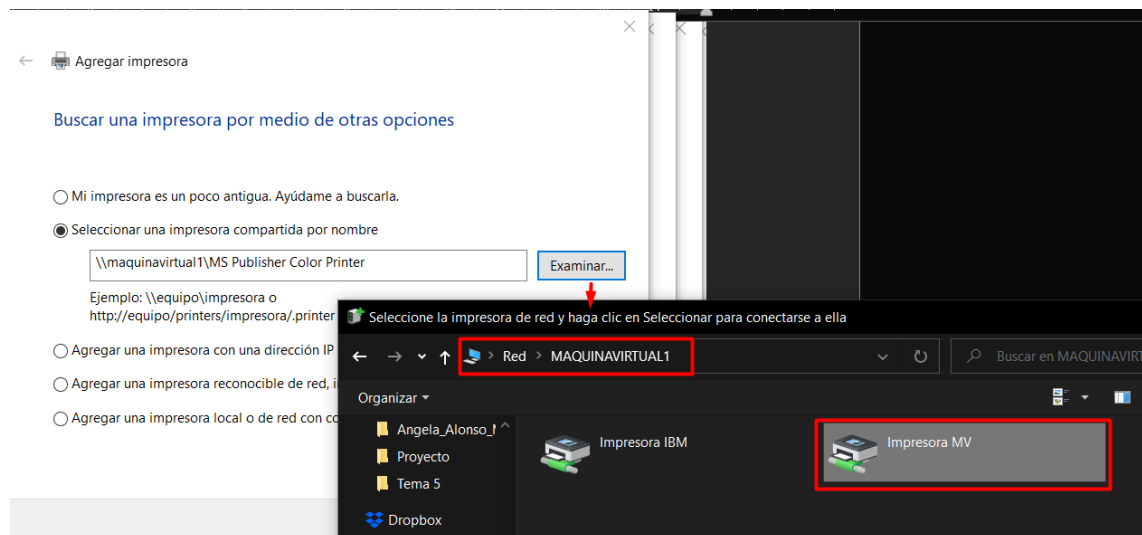 Agregar impresora
Buscar una impresora por medio de otras opciones
Mi impresora es un poco antigua. Ayúdame a buscarla.
Seleccionar una impresora compartida por nombre
\\maquinavirtual1\MS Publisher Color Printer
Examinar...
Ejemplo: \\equipo\impresora o
http://equipo/printers/impresora/.printer
Agregar una impresora con una dirección IP
Agregar una impresora reconocible de red, i
Agregar una impresora local o de red con co
Seleccione la impresora de red y haga clic en Seleccionar para conectarse a ella
Red > MAQUINAVIRTUAL1
Buscar en MAQUINAVIRT
Organizar
Angela_Alonso_
Proyecto
Tema 5
Dropbox
Impresora IBM
Impresora MV